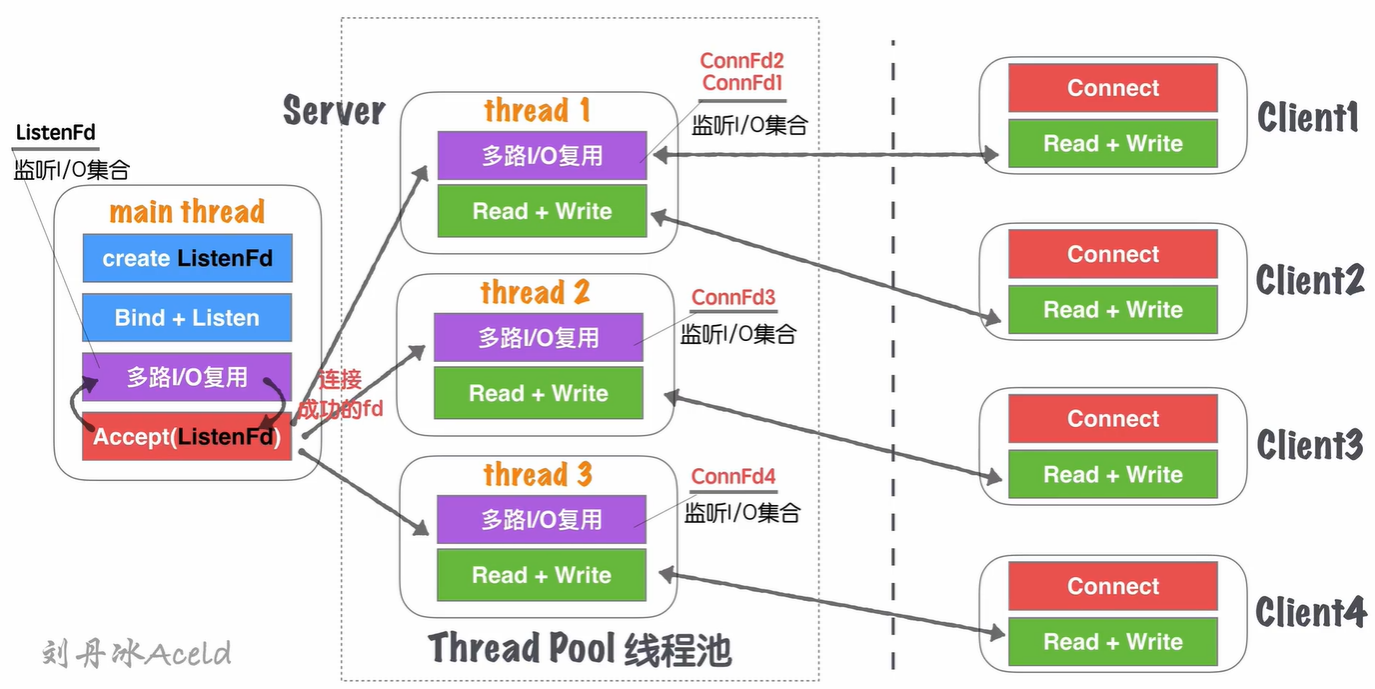 ListenFd
监听I/O集合
main thread
create ListenFd
Bind + Listen
多路I/O复用
Accept(ListenFd)
连接
成功的fd
Server
thread 1
多路I/O复用
Read + Write
ConnFd2
ConnFd1
监听I/O集合
thread 2
多路I/O复用
Read + Write
ConnFd3
监听I/O集合
thread 3
多路I/O复用
Read + Write
ConnFd4
监听I/O集合
Thread Pool 线程池
Connect
Read + Write
Client1
Connect
Read + Write
Client2
Connect
Read + Write
Client3
Connect
Read + Write
Client4
刘丹冰Aceld